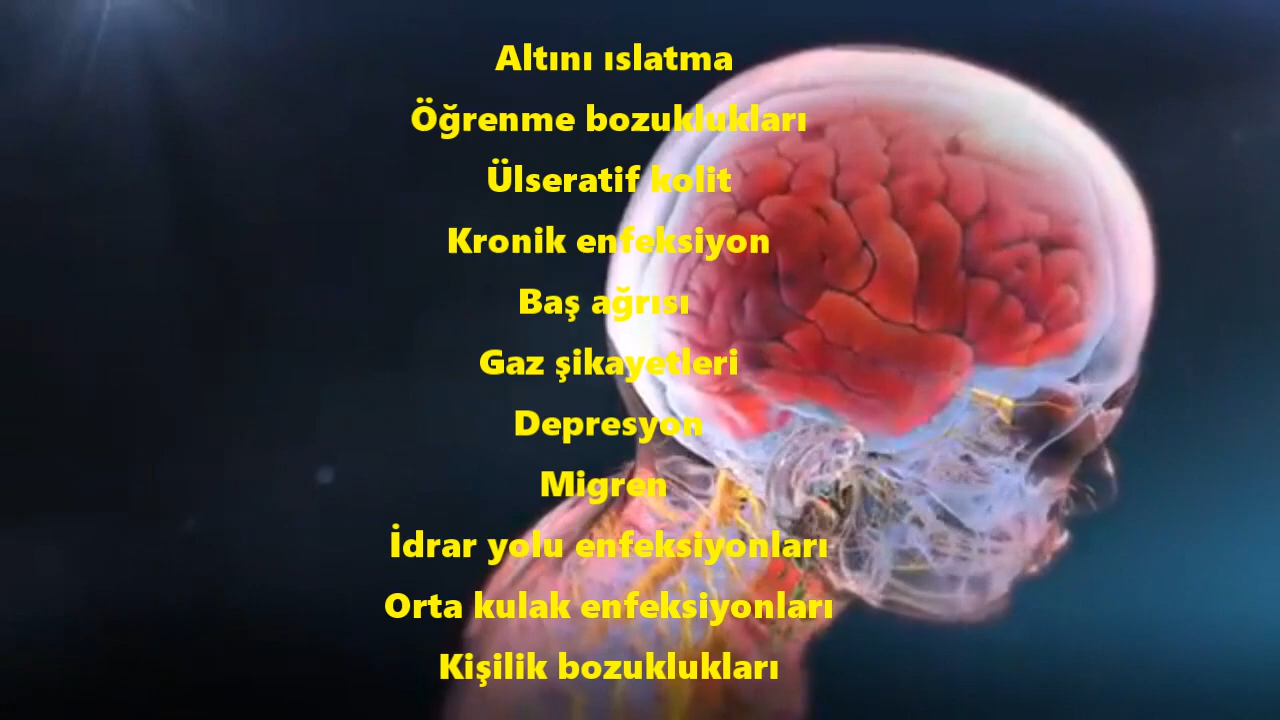 Altını ıslatma
Öğrenme bozuklukları
Ülseratif kolit
Kronik enfeksiyon
Baş ağrısı
Gaz şikayetleri
Depresyon
Migren
İdrar yolu enfeksiyonları
Orta kulak enfeksiyonları
Kişilik bozuklukları